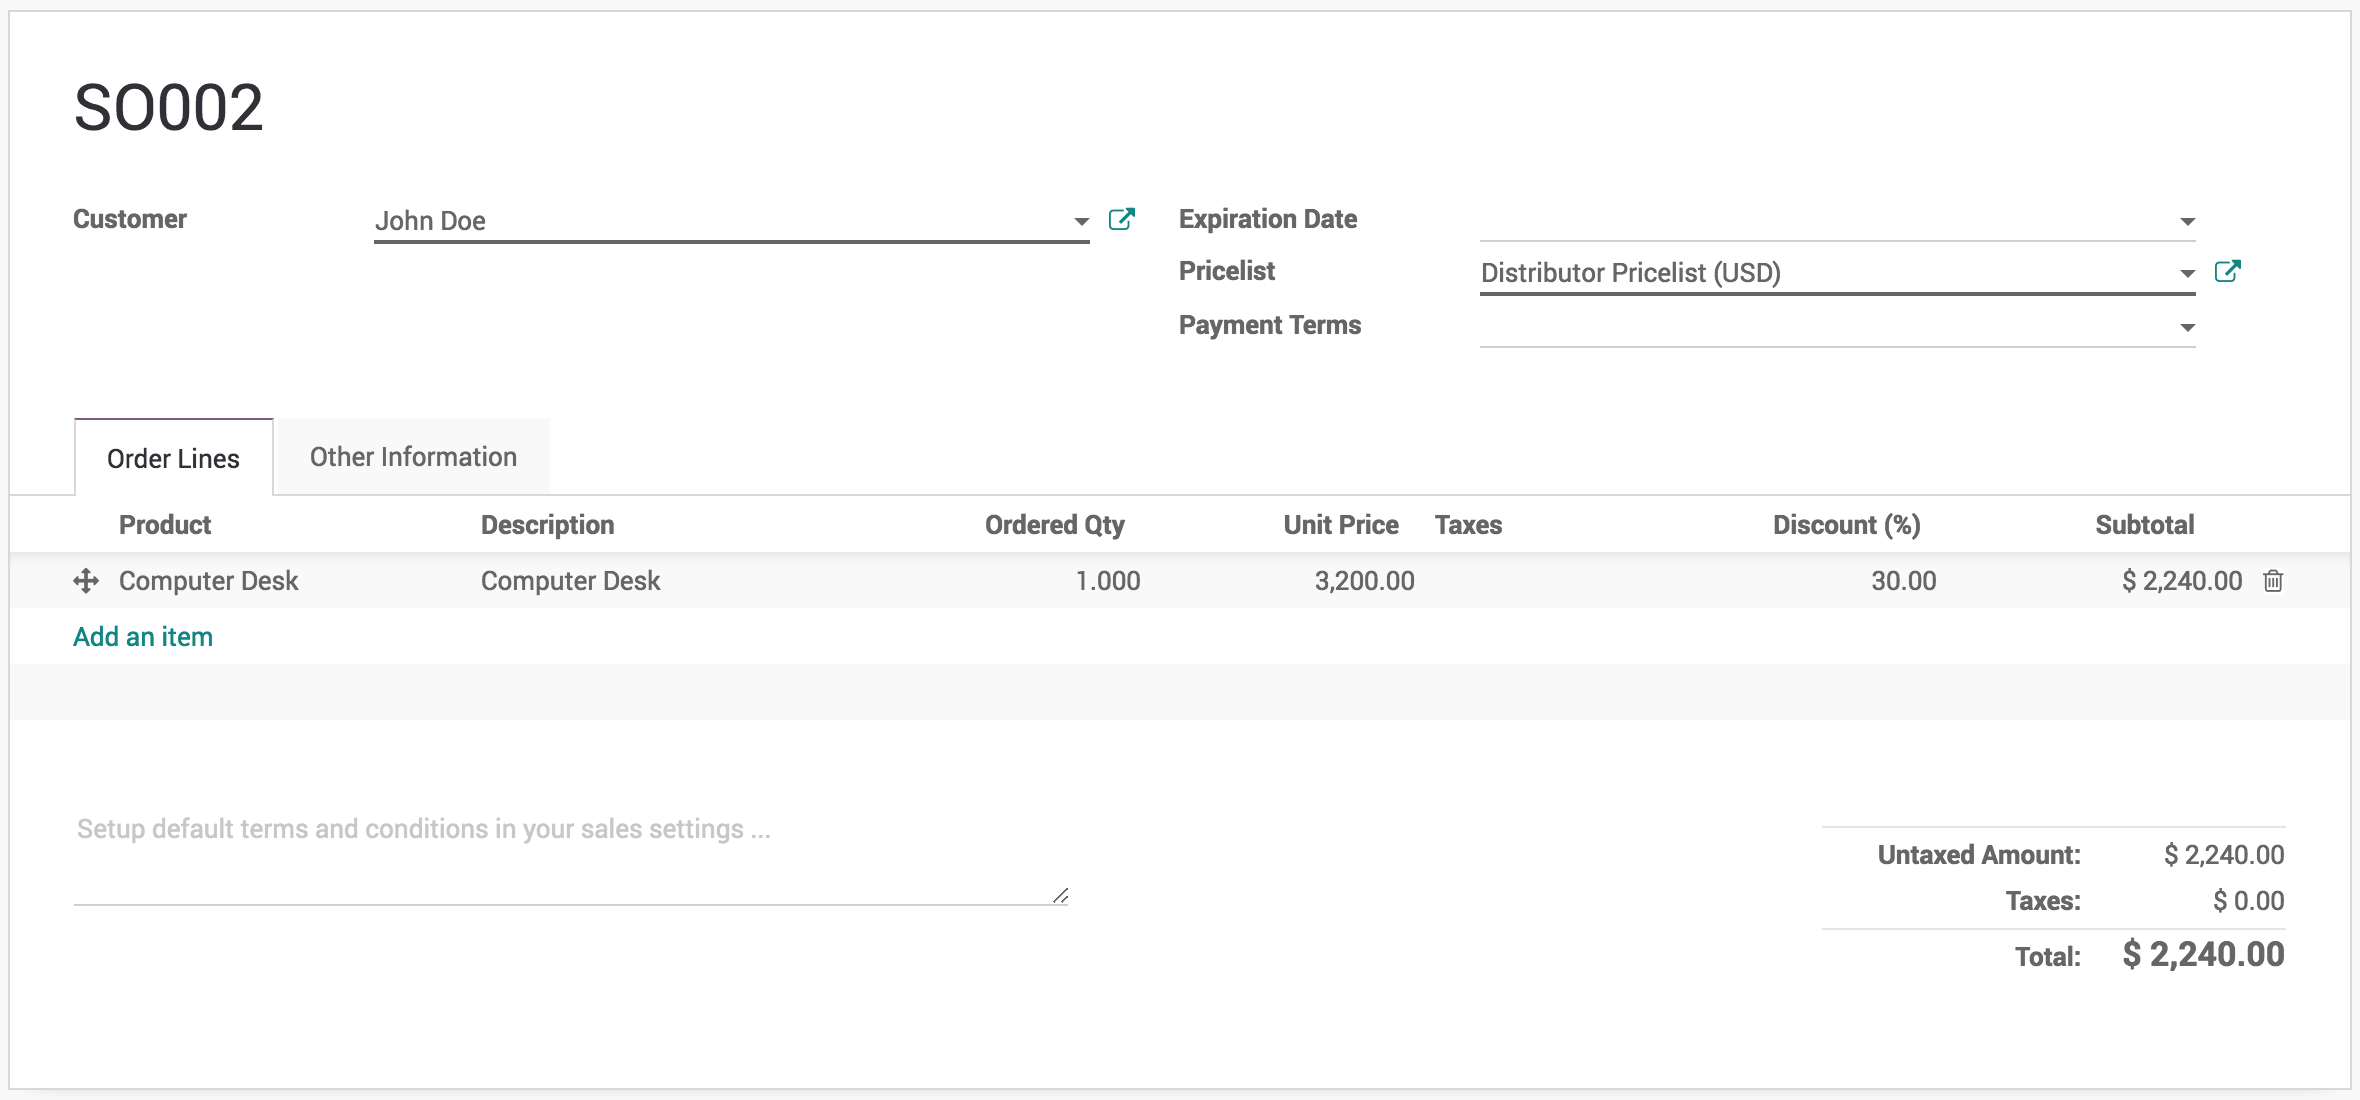 SO002
Customer John Doe Expiration Date
Pricelist Distributor Pricelist (USD)
Payment Terms
Order Lines Other Information
Product Description Ordered Qty Unit Price Taxes Discount (%) Subtotal
Computer Desk Computer Desk 1.000 3,200.00 30.00 $ 2,240.00
Add an item
Setup default terms and conditions in your sales settings ...
Untaxed Amount: $ 2,240.00
Taxes: $ 0.00
Total: $ 2,240.00